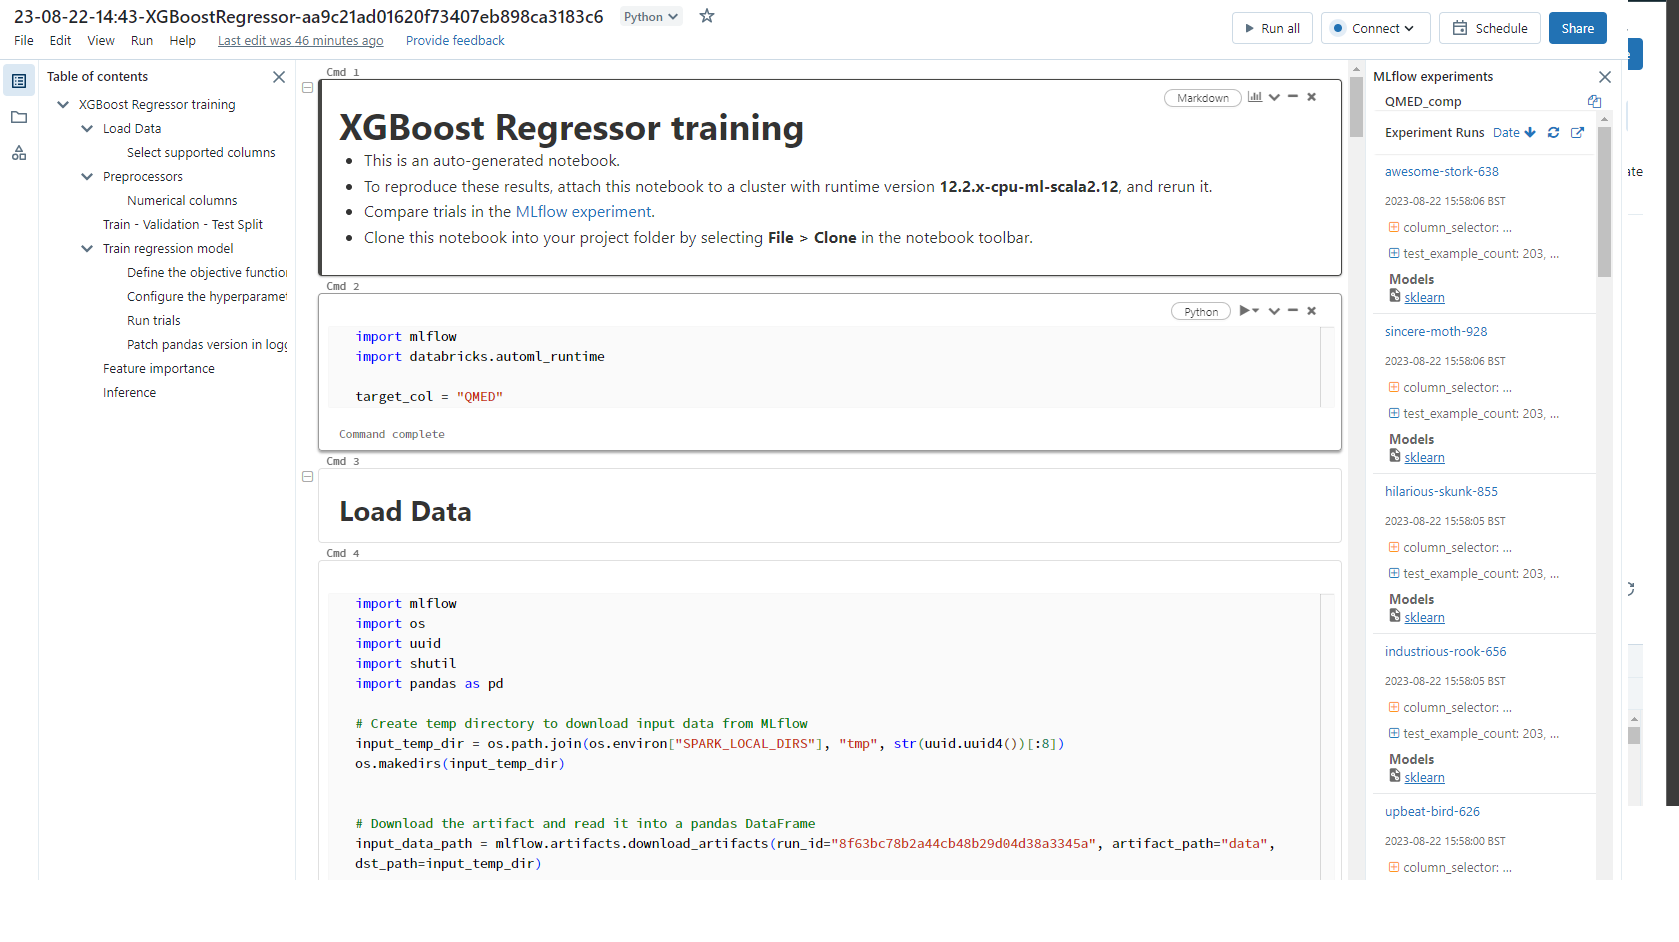 23-08-22-14:43-XGBoostRegressor-aa9c21ad01620f73407eb898ca3183c6 Python
File Edit View Run Help Last edit was 46 minutes ago Provide feedback
Run all Connect Schedule Share
Table of contents
XGBoost Regressor training
Load Data
Select supported columns
Preprocessors
Numerical columns
Train - Validation - Test Split
Train regression model
Define the objective function
Configure the hyperparamet
Run trials
Patch pandas version in logg
Feature importance
Inference
Cmd 1
Markdown
XGBoost Regressor training
This is an auto-generated notebook.
To reproduce these results, attach this notebook to a cluster with runtime version 12.2.x-cpu-ml-scala2.12, and rerun it.
Compare trials in the MLflow experiment.
Clone this notebook into your project folder by selecting File > Clone in the notebook toolbar.
Cmd 2
Python
import mlflow
import databricks.automl_runtime
target_col = "QMED"
Command complete
Cmd 3
Load Data
Cmd 4
import mlflow
import os
import uuid
import shutil
import pandas as pd
# Create temp directory to download input data from MLflow
input_temp_dir = os.path.join(os.environ["SPARK_LOCAL_DIRS"], "tmp", str(uuid.uuid4())[:8])
os.makedirs(input_temp_dir)
# Download the artifact and read it into a pandas DataFrame
input_data_path = mlflow.artifacts.download_artifacts(run_id="8f63bc78b2a44cb48b29d04d38a3345a", artifact_path="data",
dst_path=input_temp_dir)
MLflow experiments
QMED_comp
Experiment Runs Date
awesome-stork-638
2023-08-22 15:58:06 BST
column_selector: ...
test_example_count: 203, ...
Models
sklearn
sincere-moth-928
2023-08-22 15:58:06 BST
column_selector: ...
test_example_count: 203, ...
Models
sklearn
hilarious-skunk-855
2023-08-22 15:58:05 BST
column_selector: ...
test_example_count: 203, ...
Models
sklearn
industrious-rook-656
2023-08-22 15:58:05 BST
column_selector: ...
test_example_count: 203, ...
Models
sklearn
upbeat-bird-626
2023-08-22 15:58:00 BST
column_selector: ...
ate